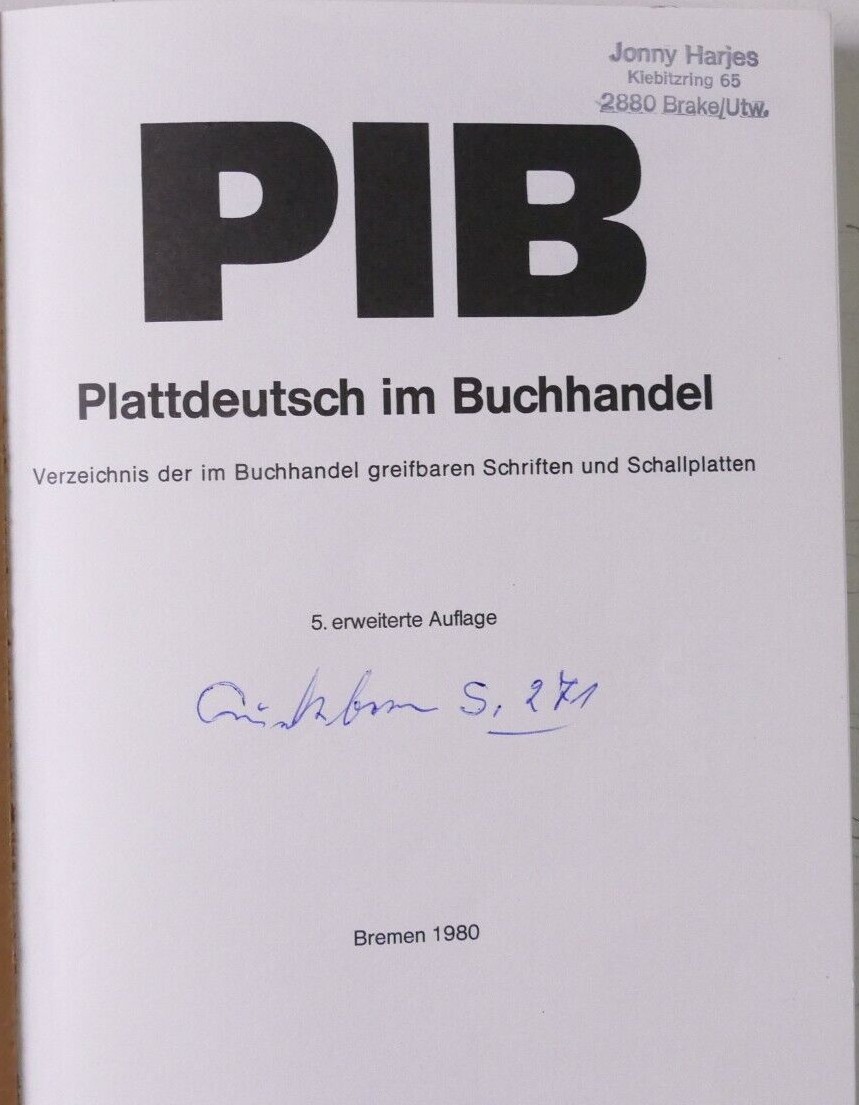 Jonny Harjes
Kiebitzring 65
2880 Brake/Utw.
PIB
Plattdeutsch im Buchhandel
Verzeichnis der im Buchhandel greifbaren Schriften und Schallplatten
5. erweiterte Auflage
S. 271
Bremen 1980